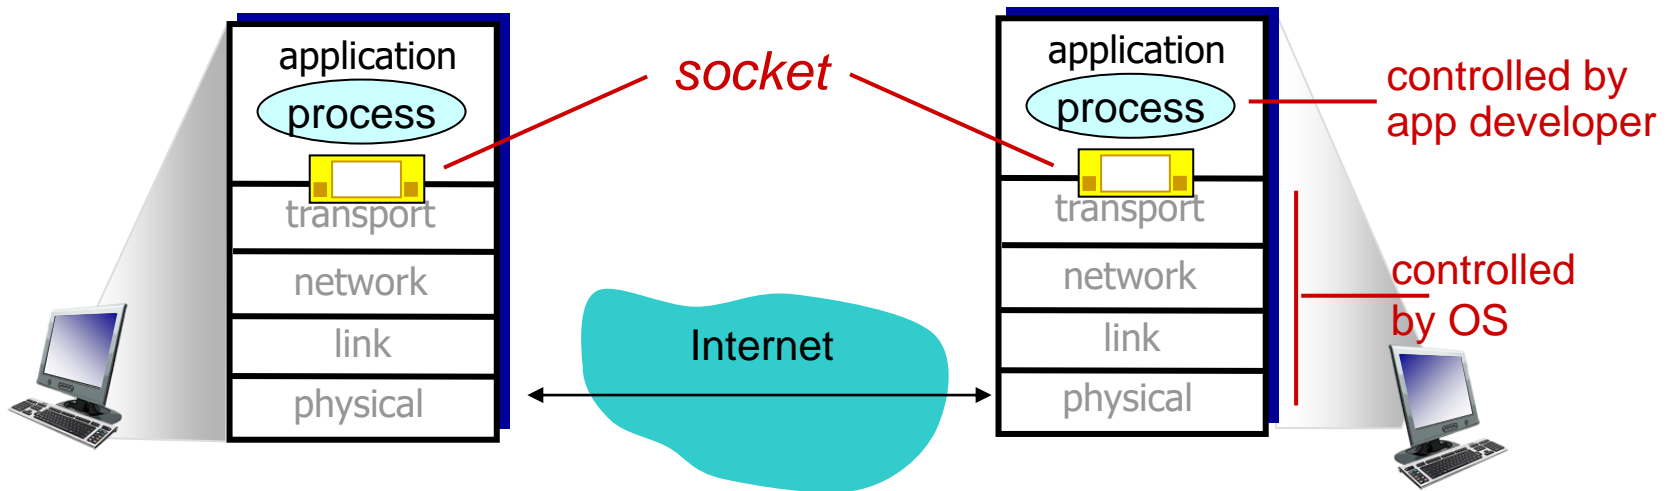 application
process
transport
network
link
physical
socket
Internet
application
process
transport
network
link
physical
controlled by
app developer
controlled
by OS